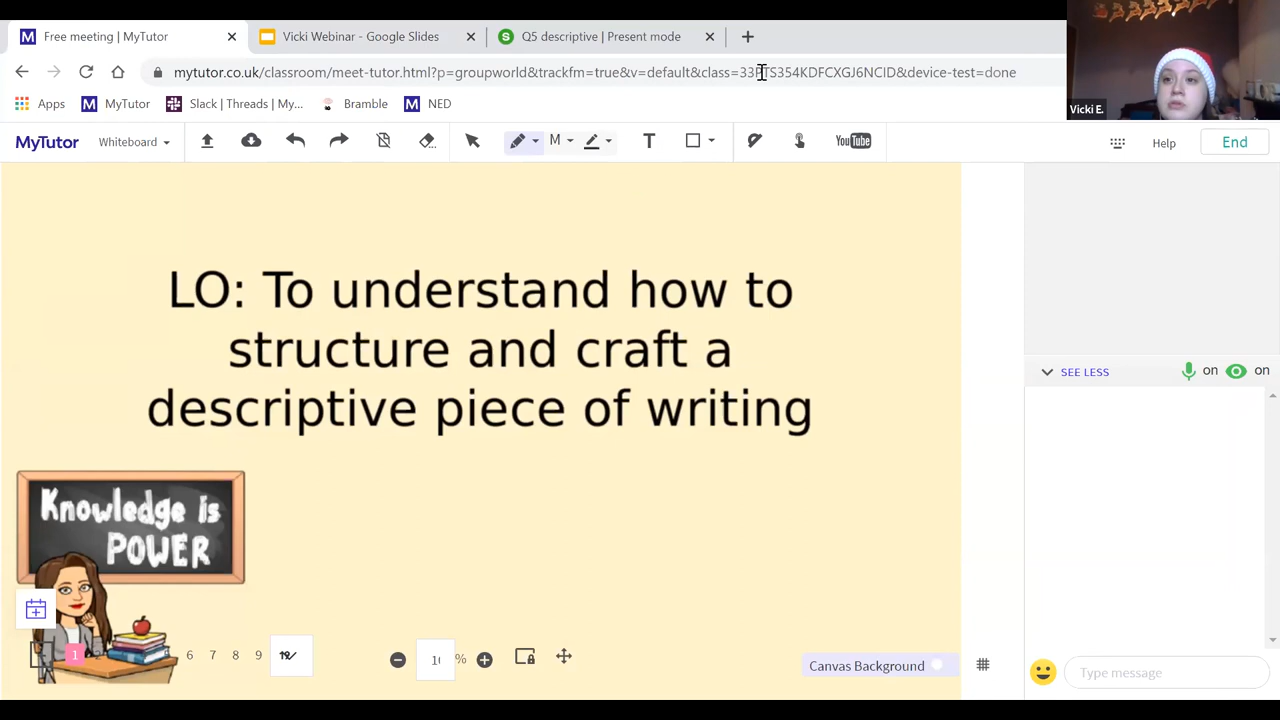 Free meeting | MyTutor
Vicki Webinar - Google Slides
Q5 descriptive | Present mode
mytutor.co.uk/classroom/meet-tutor.html?p=groupworld&trackfm=true&v=default&class=33PTS354KDFCXGJ6NCID&device-test=done
Apps
MyTutor
Slack | Threads | My...
Bramble
NED
Vicki E.
MyTutor
Whiteboard
M
T
YouTube
Help
End
LO: To understand how to
structure and craft a
descriptive piece of writing
Knowledge is
POWER
SEE LESS
on
on
1
6 7 8 9
%
Canvas Background
Type message